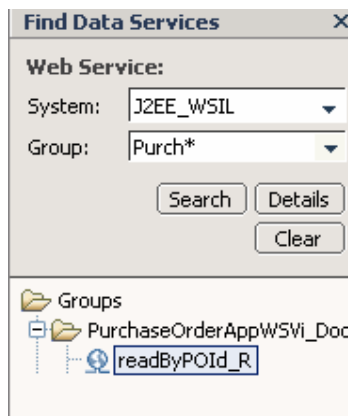 Find Data Services
Web Service:
System: J2EE_WSIL
Group: Purch*
Search Details
Clear
Groups
PurchaseOrderAppWSVi_Doc
readByPOId_R